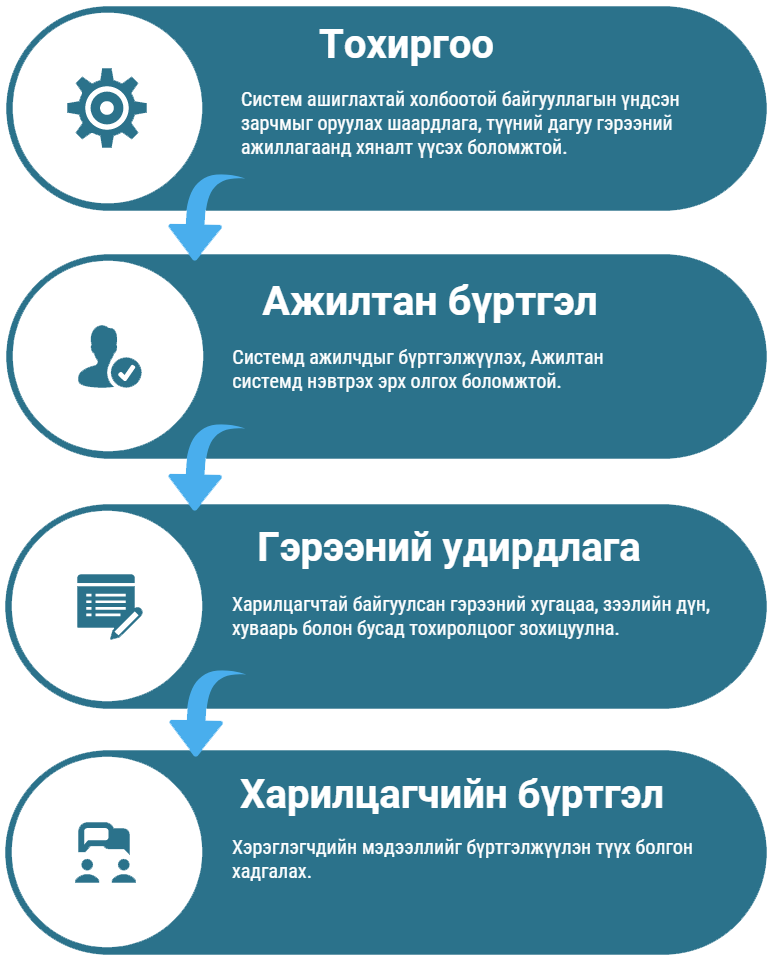 Тохиргоо
Систем ашиглахтай холбоотой байгууллагын үндсэн
зарчмыг оруулах шаардлага, түүний дагуу гэрээний
ажиллагаанд хяналт үүсэх боломжтой.
Ажилтан бүртгэл
Системд ажилчдыг бүртгэлжүүлэх, Ажилтан
системд нэвтрэх эрх олгох боломжтой.
Гэрээний удирдлага
Харилцагчтай байгуулсан гэрээний хугацаа, зээлийн дүн,
хуваарь болон бусад тохиролцоог зохицуулна.
Харилцагчийн бүртгэл
Хэрэглэгчдийн мэдээллийг бүртгэлжүүлэн түүх болгон
хадгалах.